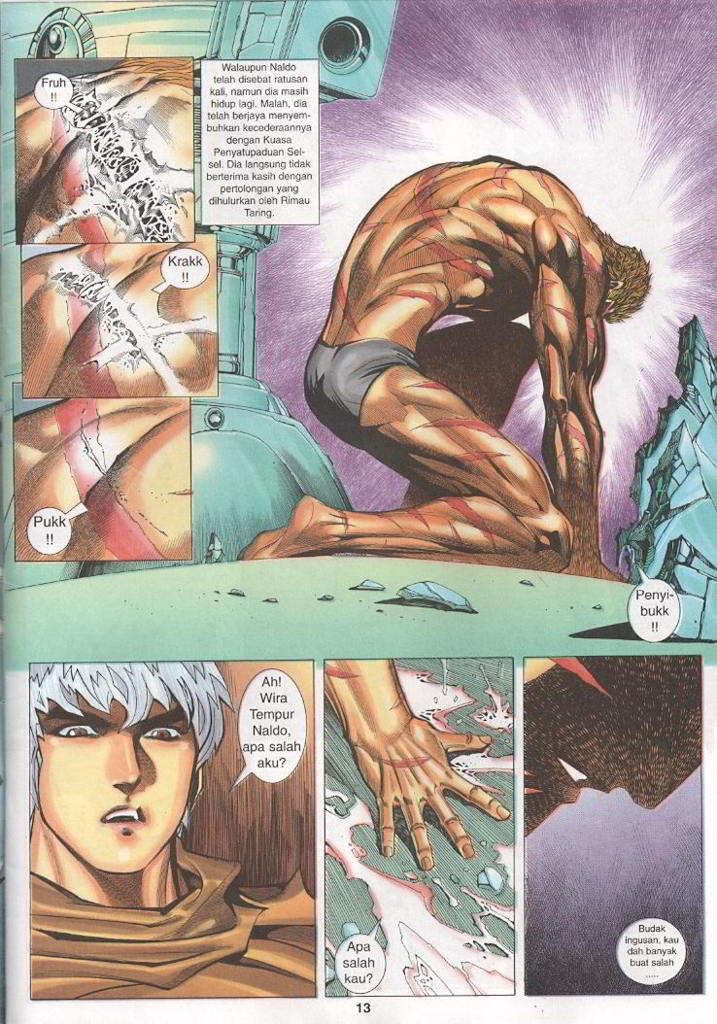 Fruh
!!
Walaupun Naldo
telah disebat ratusan
kali, namun dia masih
hidup lagi. Malah, dia
telah berjaya menyem-
buhkan kecederaannya
dengan Kuasa
Penyatupaduan Sel-
sel. Dia langsung tidak
berterima kasih dengan
pertolongan yang
dihulurkan oleh Rimau
Taring.
Krakk
!!
Pukk
!!
Penyi-
bukk
!!
Ah!
Wira
Tempur
Naldo,
apa salah
aku?
Apa
salah
kau?
Budak
ingusan, kau
dah banyak
buat salah
.....
13